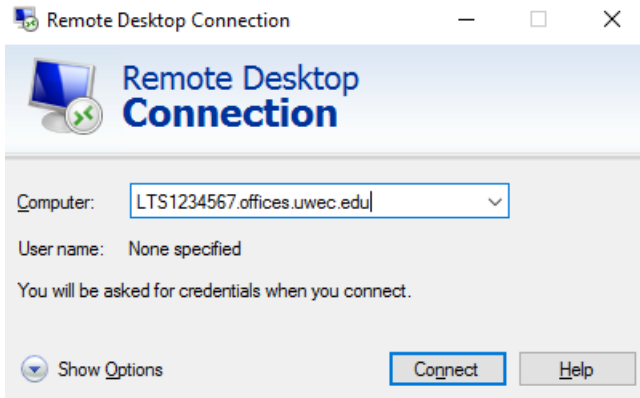 Remote Desktop Connection
Remote Desktop
Connection
Computer: LTS1234567.offices.uwec.edu
User name: None specified
You will be asked for credentials when you connect.
Show Options Connect Help